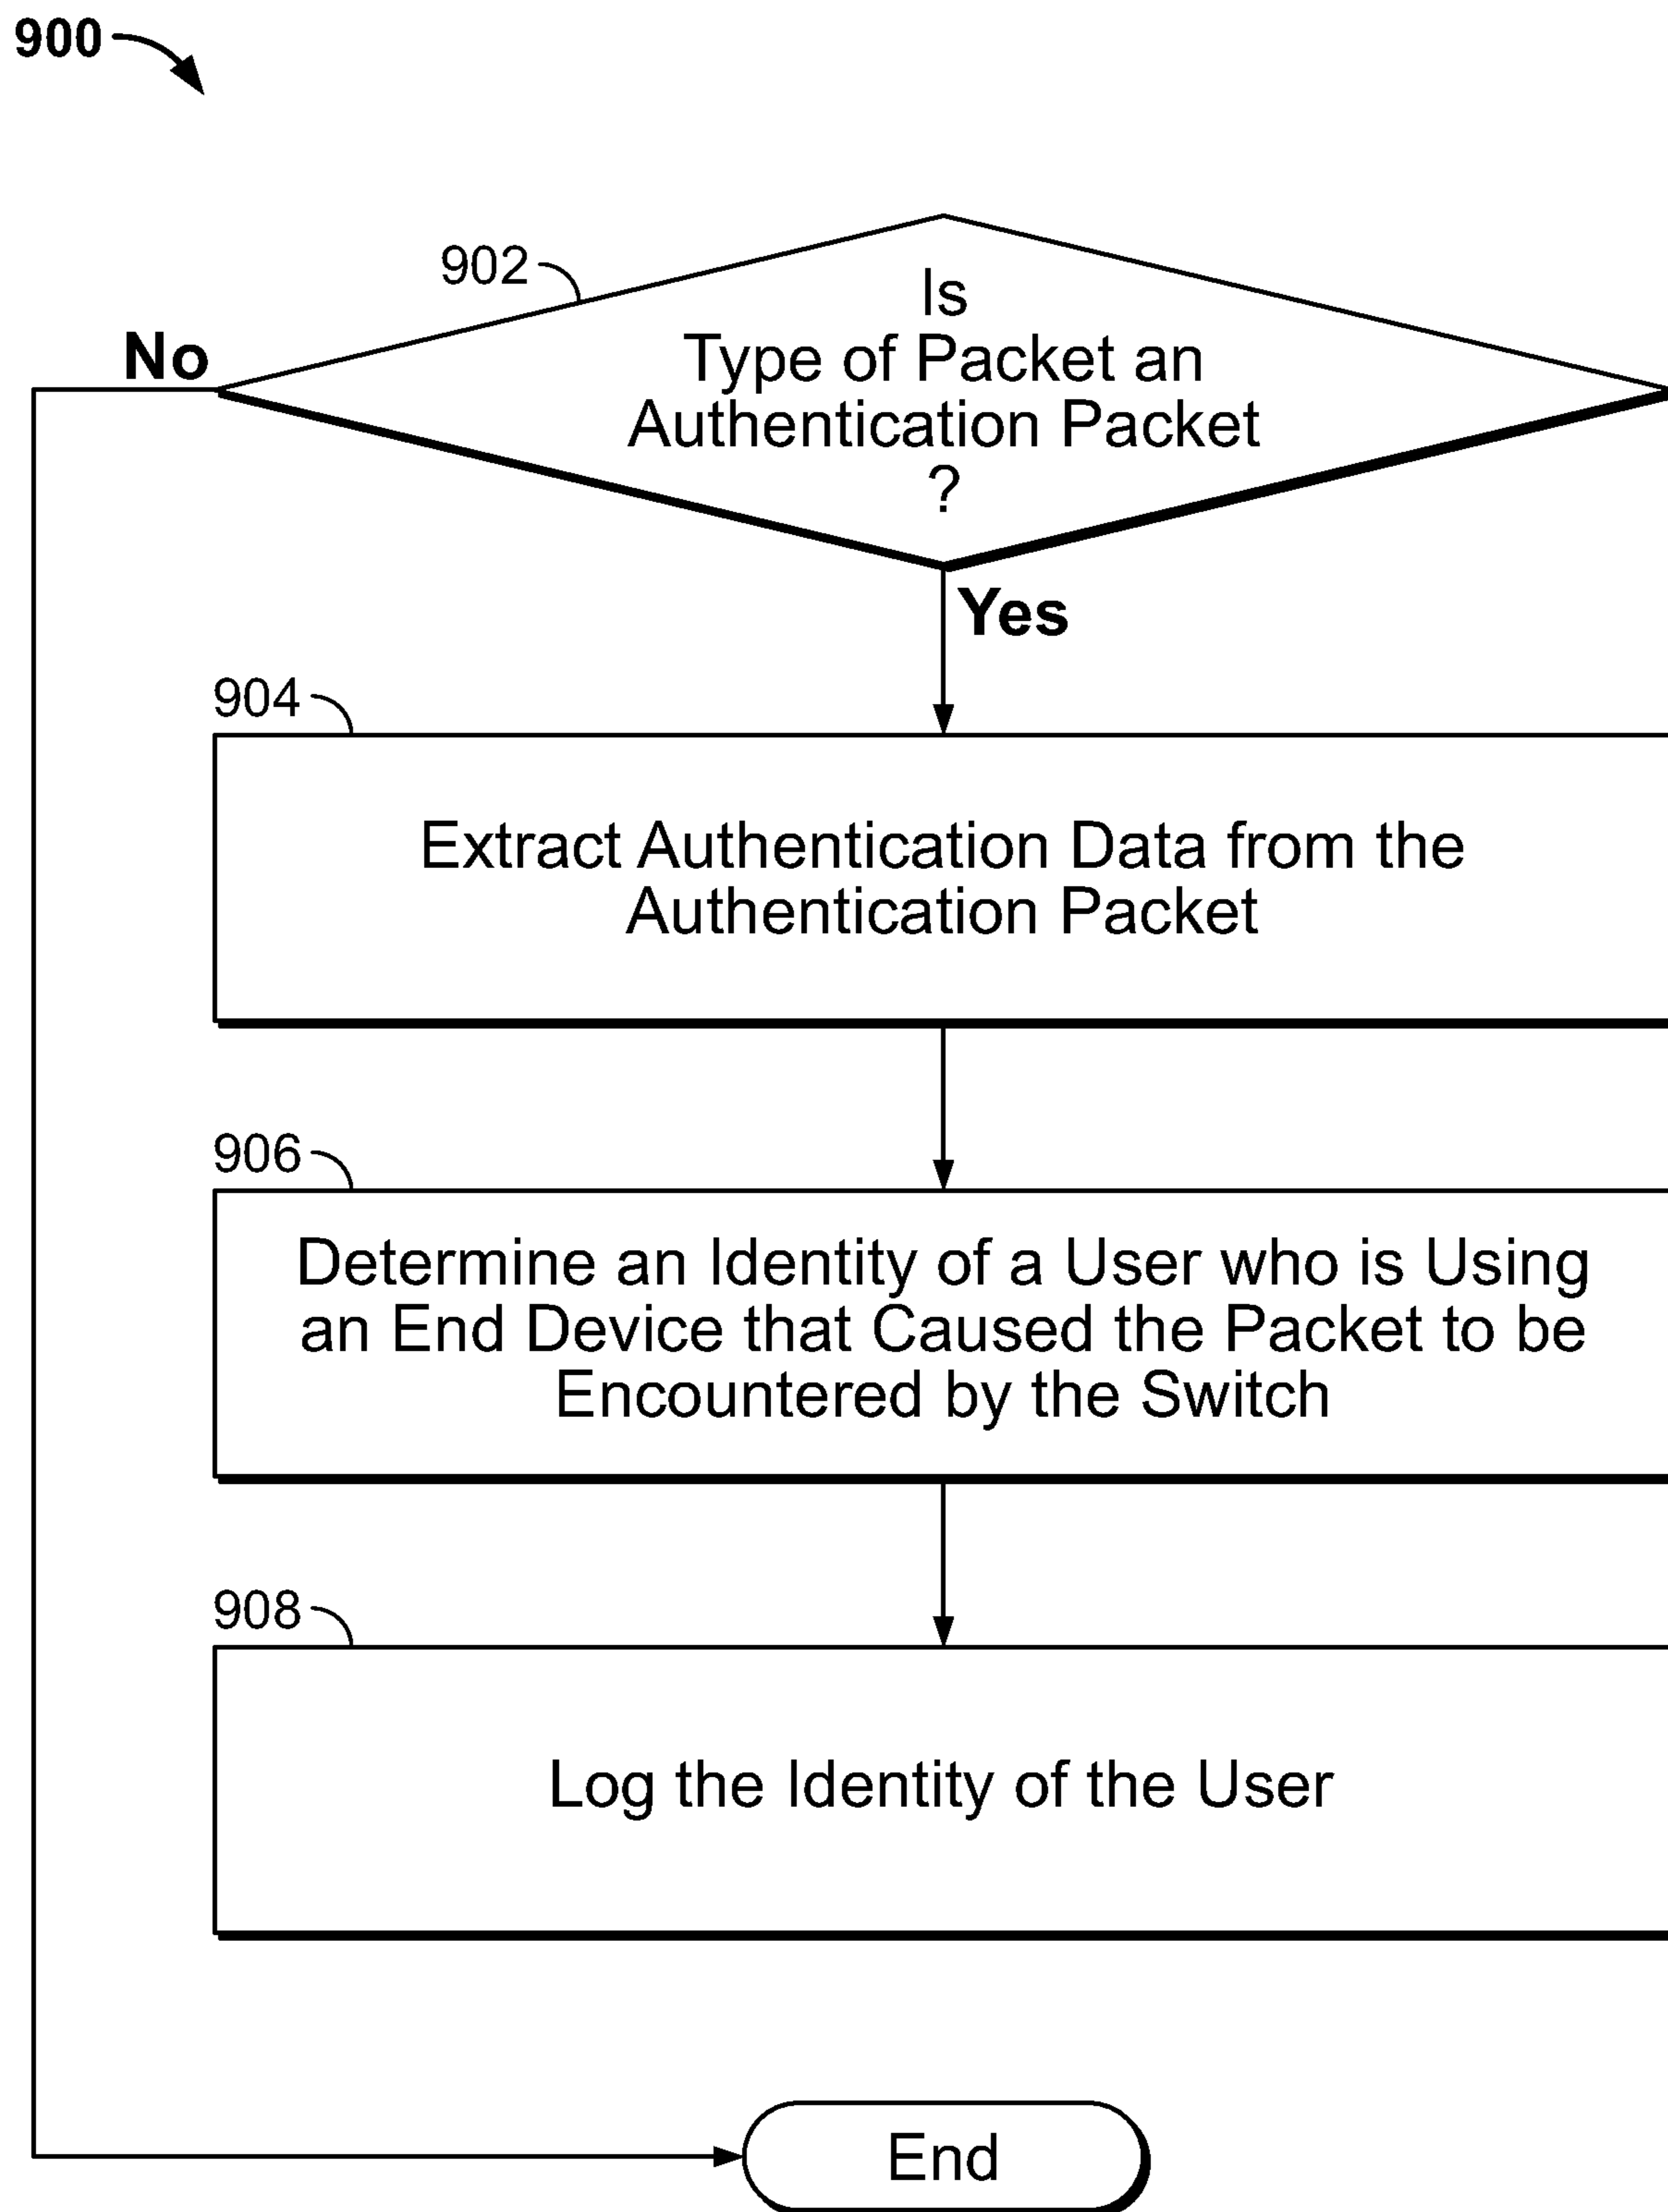 900
902
Is
No
Type of Packet an
Authentication Packet
?
Yes
904
Extract Authentication Data from the
Authentication Packet
906
Determine an Identity of a User who is Using
an End Device that Caused the Packet to be
Encountered by the Switch
908
Log the Identity of the User
End